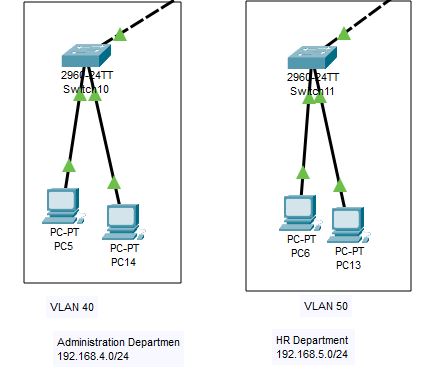 2960-24TT
Switch10
PC-PT
PC5
PC-PT
PC14
VLAN 40
Administration Departmen
192.168.4.0/24
2960-24TT
Switch11
PC-PT
PC6
PC-PT
PC13
VLAN 50
HR Department
192.168.5.0/24